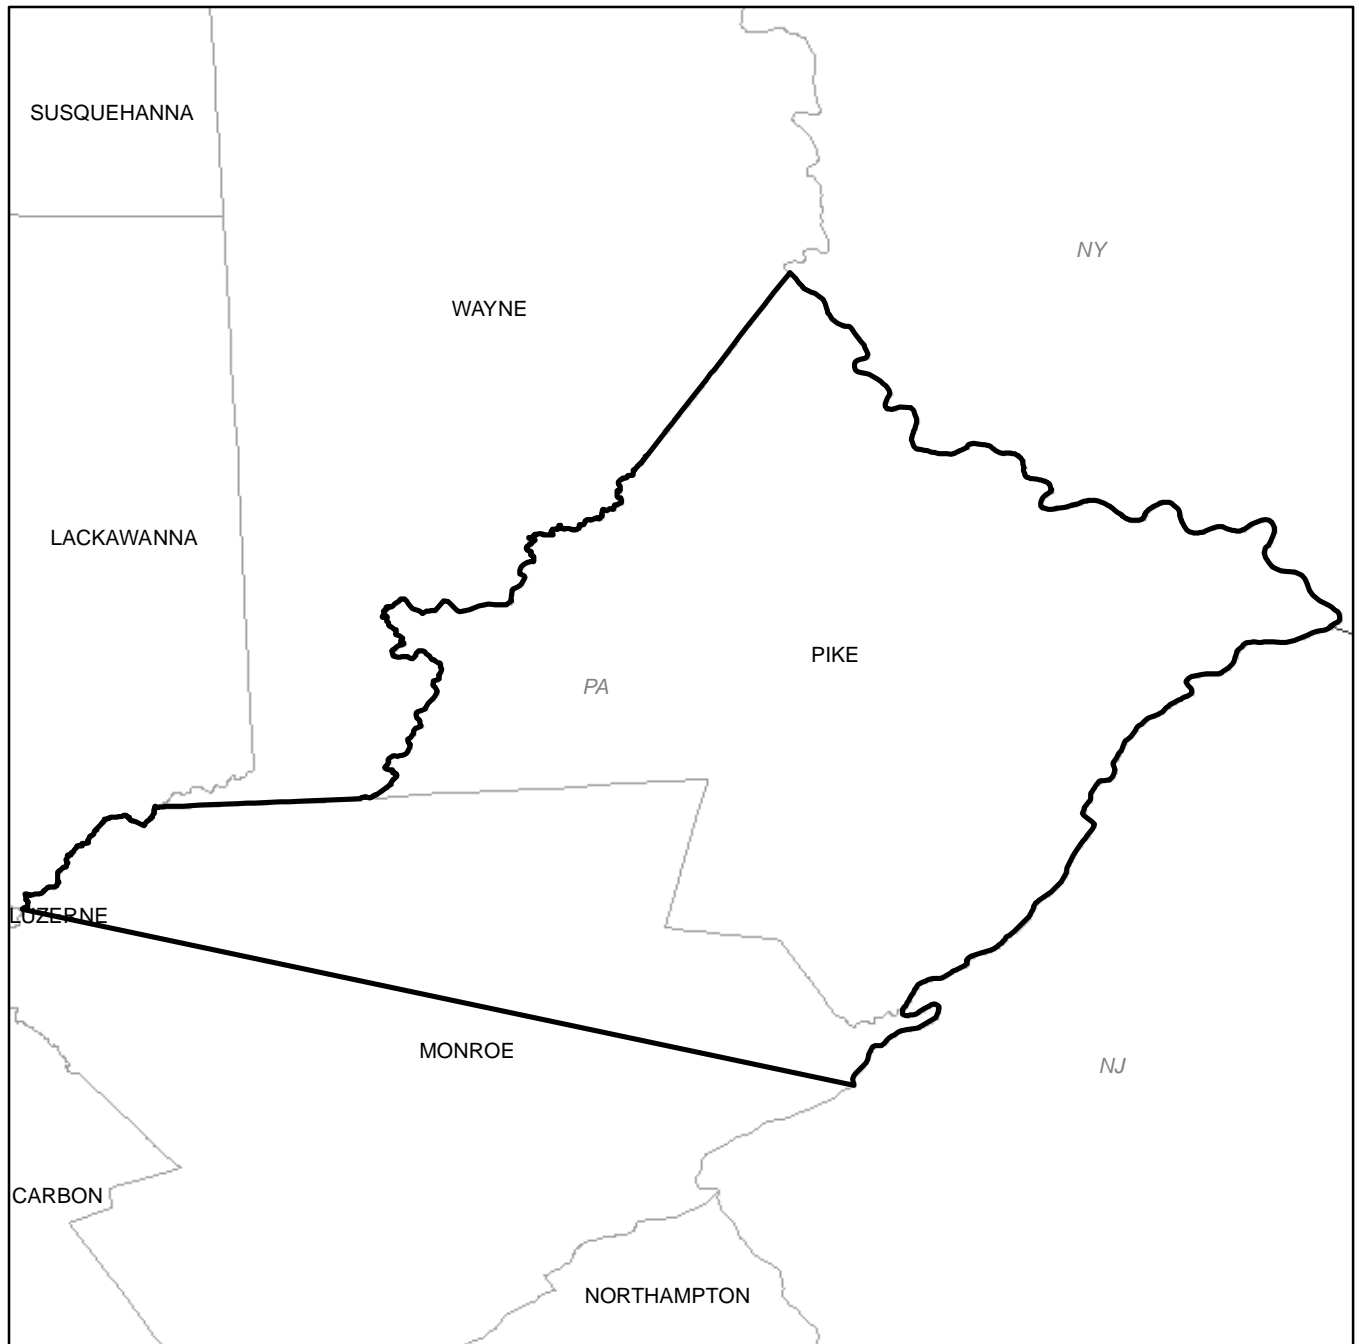 SUSQUEHANNA
NY
WAYNE
LACKAWANNA
PIKE
PA
LUZERNE
MONROE
NJ
CARBON
NORTHAMPTON